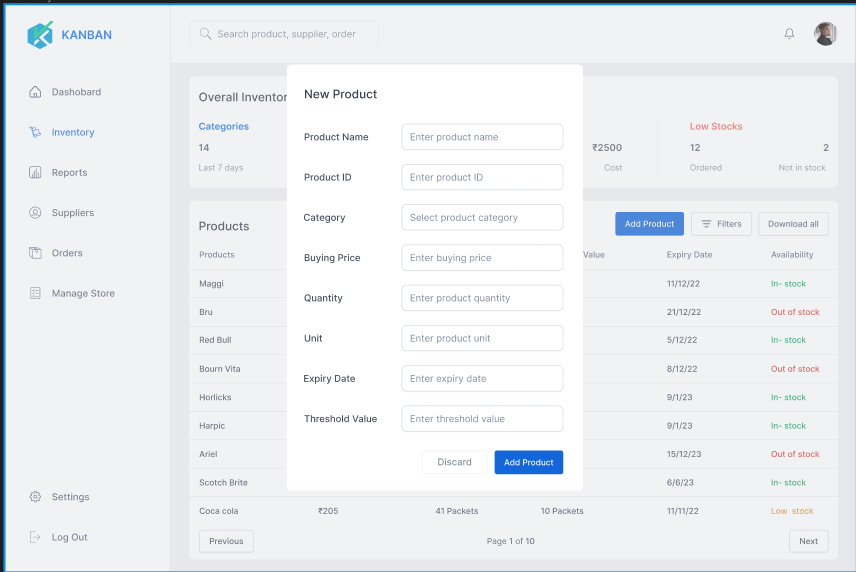 KANBAN
Search product, supplier, order
Dashobard
Inventory
Reports
Suppliers
Orders
Manage Store
Settings
Log Out
Overall Inventor
Categories
14
Last 7 days
₹2500
Cost
Low Stocks
12 2
Ordered Not in stock
New Product
Product Name Enter product name
Product ID Enter product ID
Category Select product category
Buying Price Enter buying price
Quantity Enter product quantity
Unit Enter product unit
Expiry Date Enter expiry date
Threshold Value Enter threshold value
Discard Add Product
Products Add Product Filters Download all
Products Value Expiry Date Availability
Maggi 11/12/22 In- stock
Bru 21/12/22 Out of stock
Red Bull 5/12/22 In- stock
Bourn Vita 8/12/22 Out of stock
Horlicks 9/1/23 In- stock
Harpic 9/1/23 In- stock
Ariel 15/12/23 Out of stock
Scotch Brite 6/6/23 In- stock
Coca cola ₹205 41 Packets 10 Packets 11/11/22 Low stock
Previous Page 1 of 10 Next